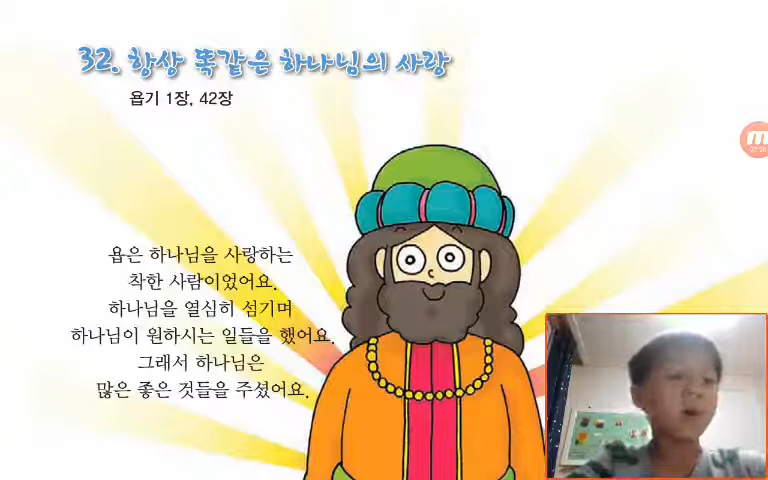 32. 항상 똑같은 하나님의 사랑
욥기 1장, 42장
욥은 하나님을 사랑하는
착한 사람이었어요.
하나님을 열심히 섬기며
하나님이 원하시는 일들을 했어요.
그래서 하나님은
많은 좋은 것들을 주셨어요.